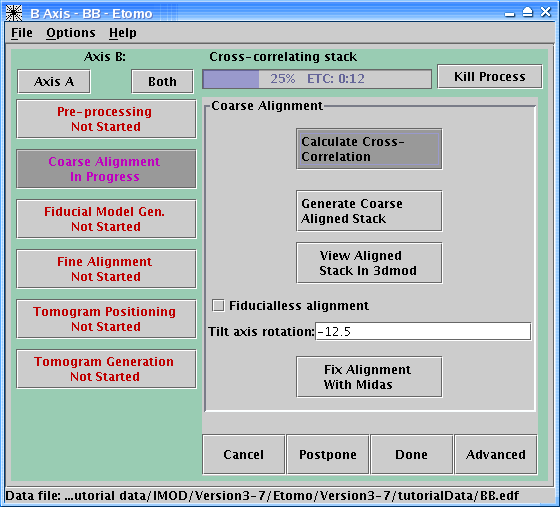 B Axis - BB - Etomo
File Options Help
Axis B:
Cross-correlating stack
Axis A
Both
25% ETC: 0:12
Kill Process
Pre-processing
Not Started
Coarse Alignment
In Progress
Fiducial Model Gen.
Not Started
Fine Alignment
Not Started
Tomogram Positioning
Not Started
Tomogram Generation
Not Started
Coarse Alignment
Calculate Cross-
Correlation
Generate Coarse
Aligned Stack
View Aligned
Stack In 3dmod
Fiducialless alignment
Tilt axis rotation: -12.5
Fix Alignment
With Midas
Cancel
Postpone
Done
Advanced
Data file: ...utorial data/IMOD/Version3-7/Etomo/Version3-7/tutorialData/BB.edf